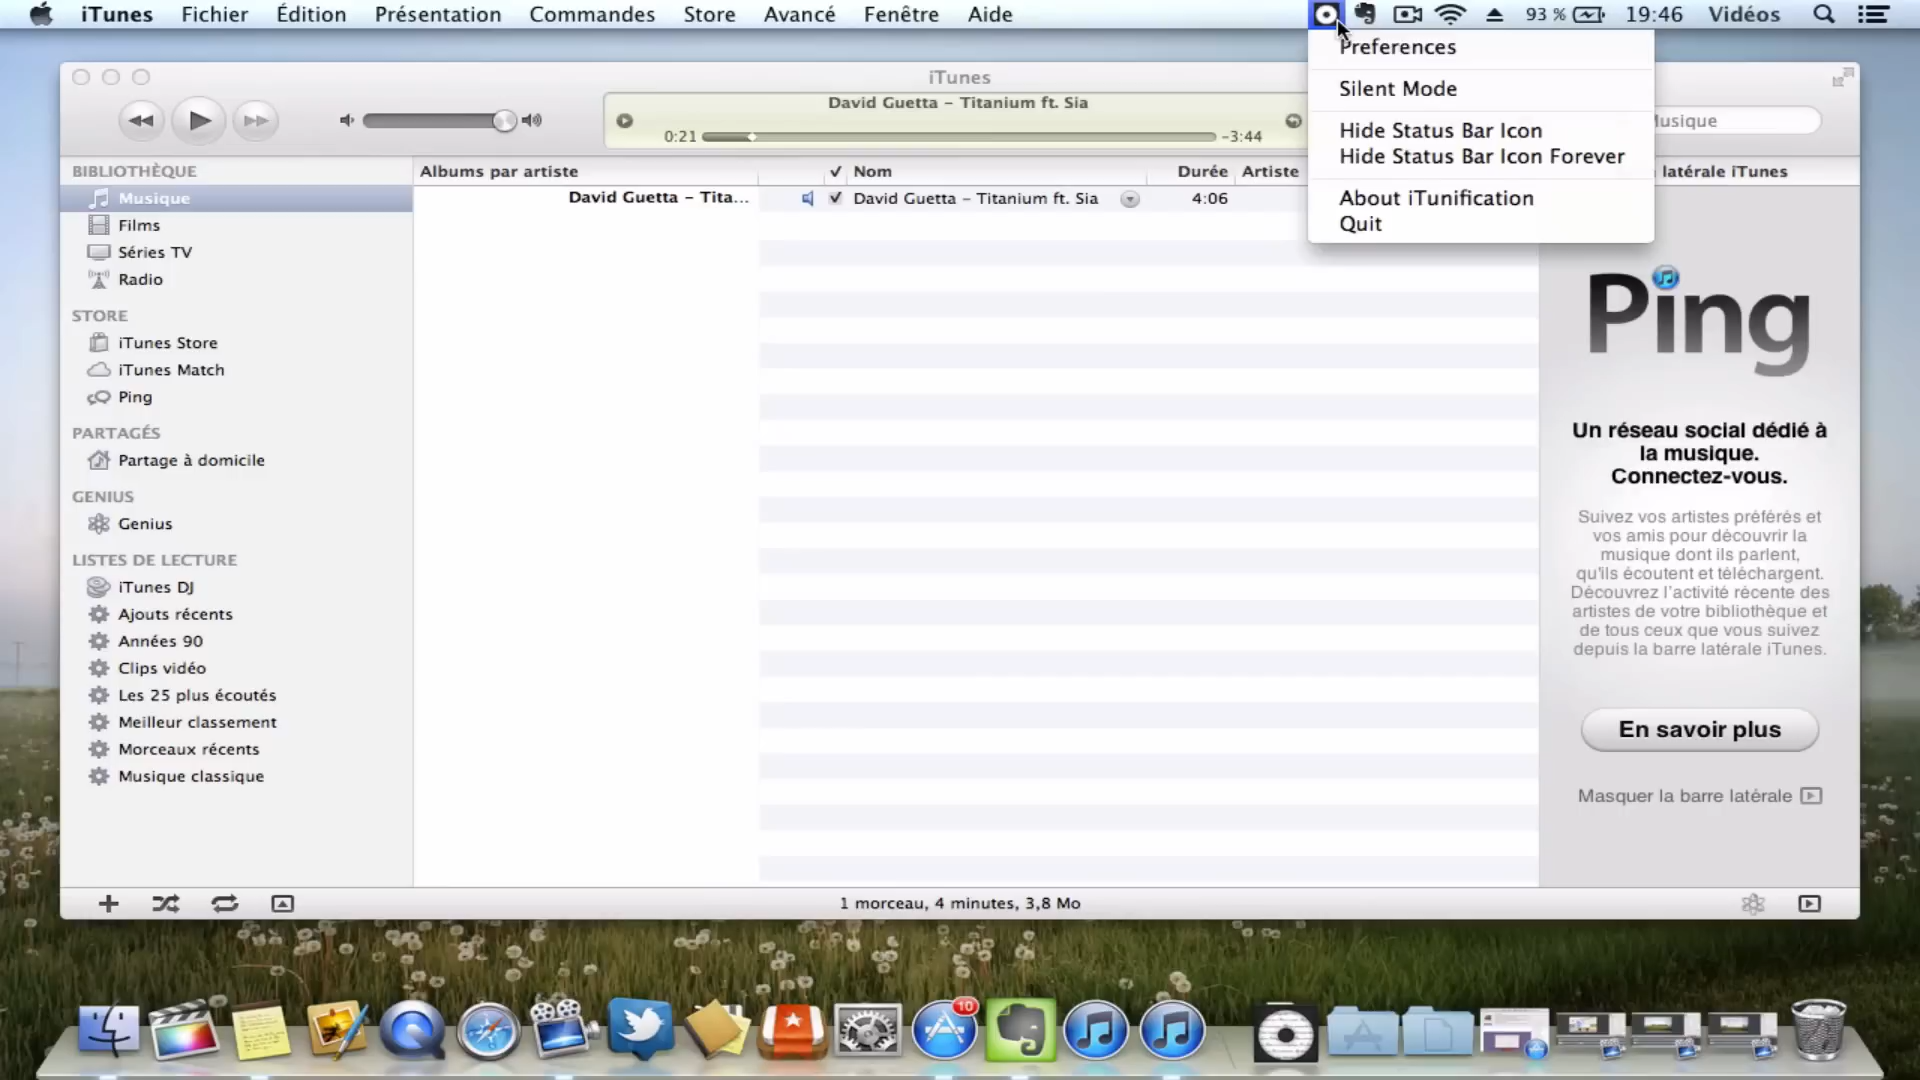 iTunes Fichier Édition Présentation Commandes Store Avancé Fenêtre Aide 93 % 19:46 Vidéos
Preferences
Silent Mode
Hide Status Bar Icon
Hide Status Bar Icon Forever
About iTunification
Quit
iTunes
David Guetta – Titanium ft. Sia
0:21 -3:44
Musique
BIBLIOTHÈQUE
Musique
Films
Séries TV
Radio
STORE
iTunes Store
iTunes Match
Ping
PARTAGÉS
Partage à domicile
GENIUS
Genius
LISTES DE LECTURE
iTunes DJ
Ajouts récents
Années 90
Clips vidéo
Les 25 plus écoutés
Meilleur classement
Morceaux récents
Musique classique
Albums par artiste ✓ Nom Durée Artiste latérale iTunes
David Guetta – Tita... David Guetta – Titanium ft. Sia 4:06
Ping
Un réseau social dédié à
la musique.
Connectez-vous.
Suivez vos artistes préférés et
vos amis pour découvrir la
musique dont ils parlent,
qu'ils écoutent et téléchargent.
Découvrez l'activité récente des
artistes de votre bibliothèque et
de tous ceux que vous suivez
depuis la barre latérale iTunes.
En savoir plus
Masquer la barre latérale
1 morceau, 4 minutes, 3,8 Mo
10